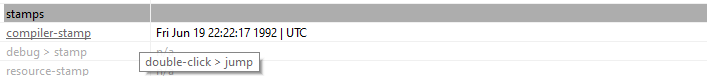 stamps
compiler-stamp Fri Jun 19 22:22:17 1992 | UTC
debug > stamp n/a
double-click > jump
resource-stamp n/a